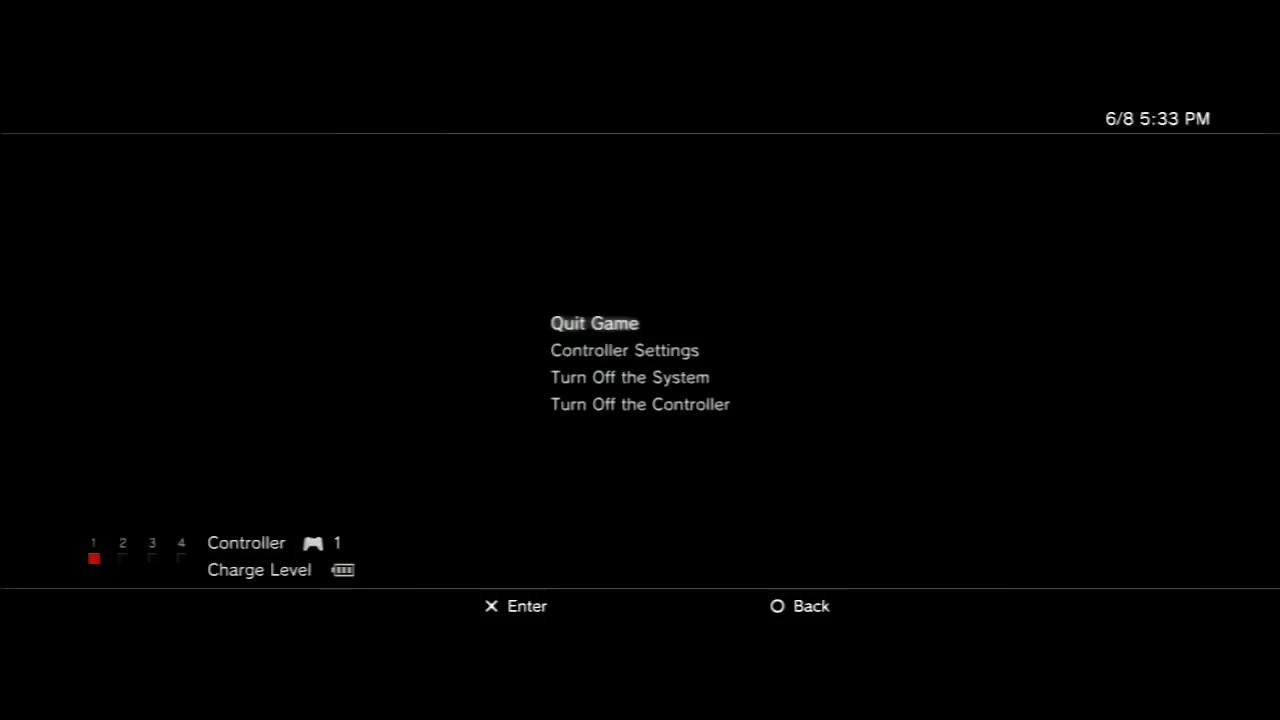 6/8 5:33 PM
Quit Game
Controller Settings
Turn Off the System
Turn Off the Controller
1 2 3 4 Controller 1
Charge Level
X Enter O Back